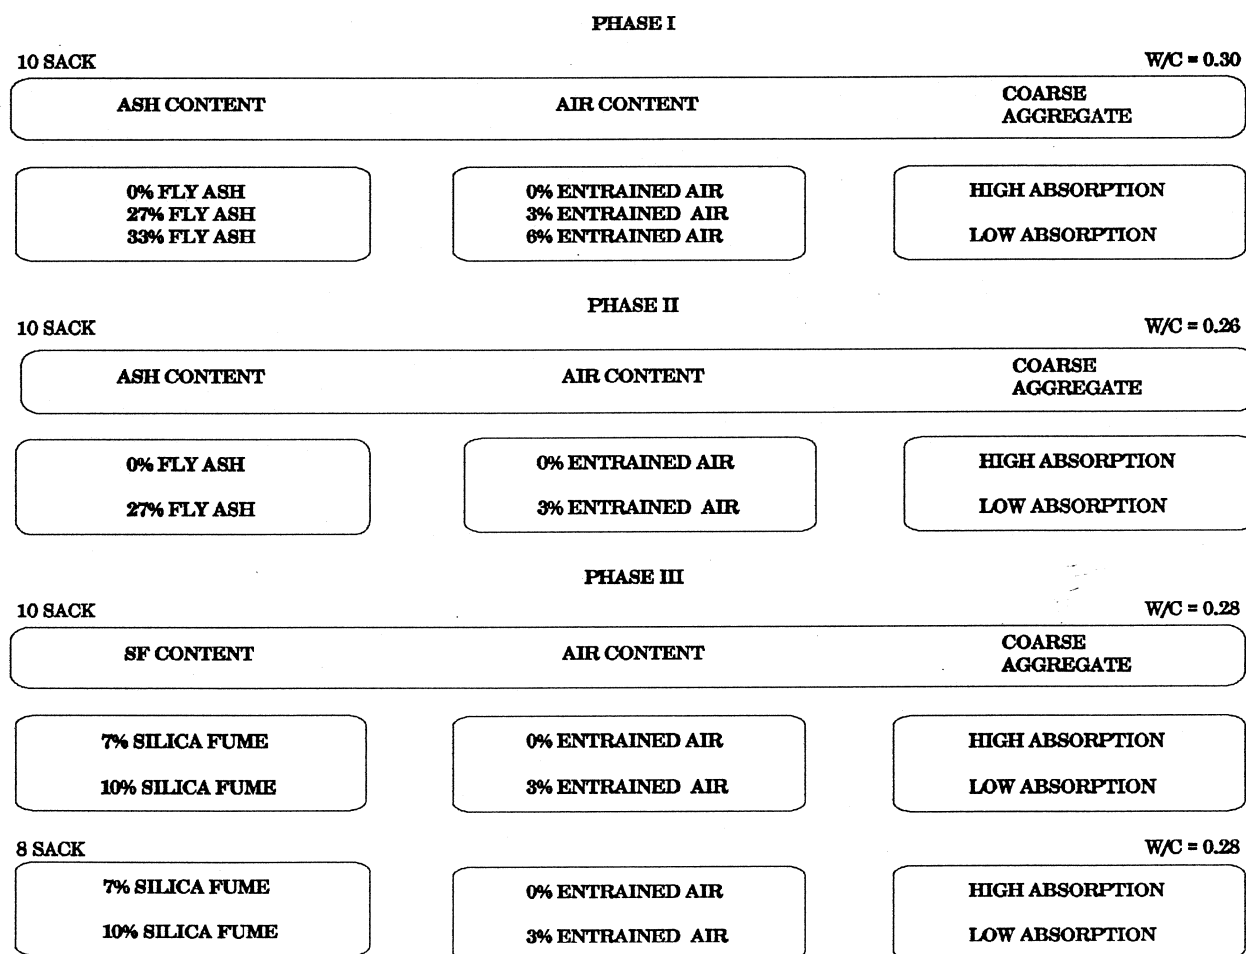 PHASE I
10 SACK W/C = 0.30
ASH CONTENT AIR CONTENT COARSE AGGREGATE
0% FLY ASH 0% ENTRAINED AIR HIGH ABSORPTION
27% FLY ASH 3% ENTRAINED AIR
33% FLY ASH 6% ENTRAINED AIR LOW ABSORPTION
PHASE II
10 SACK W/C = 0.26
ASH CONTENT AIR CONTENT COARSE AGGREGATE
0% FLY ASH 0% ENTRAINED AIR HIGH ABSORPTION
27% FLY ASH 3% ENTRAINED AIR LOW ABSORPTION
PHASE III
10 SACK W/C = 0.28
SF CONTENT AIR CONTENT COARSE AGGREGATE
7% SILICA FUME 0% ENTRAINED AIR HIGH ABSORPTION
10% SILICA FUME 3% ENTRAINED AIR LOW ABSORPTION
8 SACK W/C = 0.28
7% SILICA FUME 0% ENTRAINED AIR HIGH ABSORPTION
10% SILICA FUME 3% ENTRAINED AIR LOW ABSORPTION